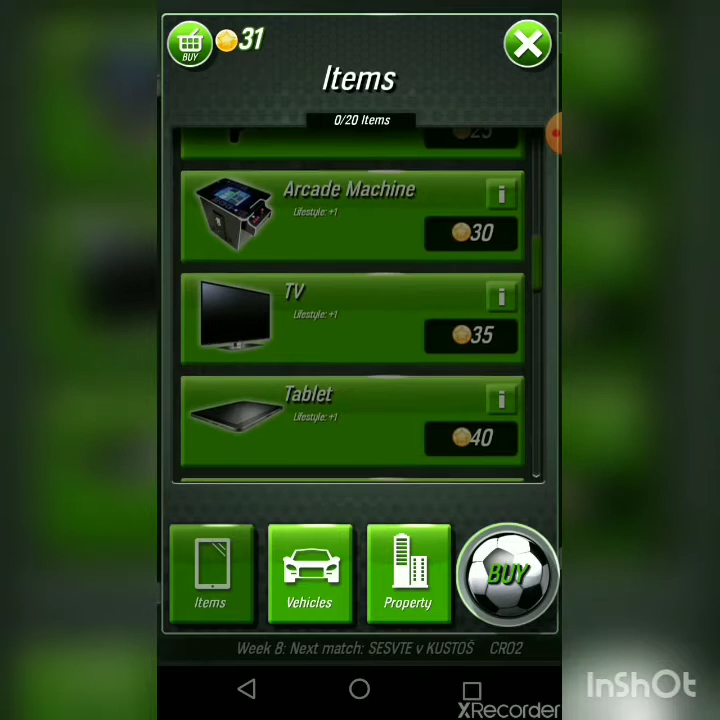 BUY
31
Items
0/20 Items
25
Arcade Machine
i
Lifestyle: +1
30
TV
i
Lifestyle: +1
35
Tablet
i
Lifestyle: +1
40
Items
Vehicles
Property
BUY
Week 8: Next match: SESVTE v KUSTOŠ CRO2
InShOt
XRecorder